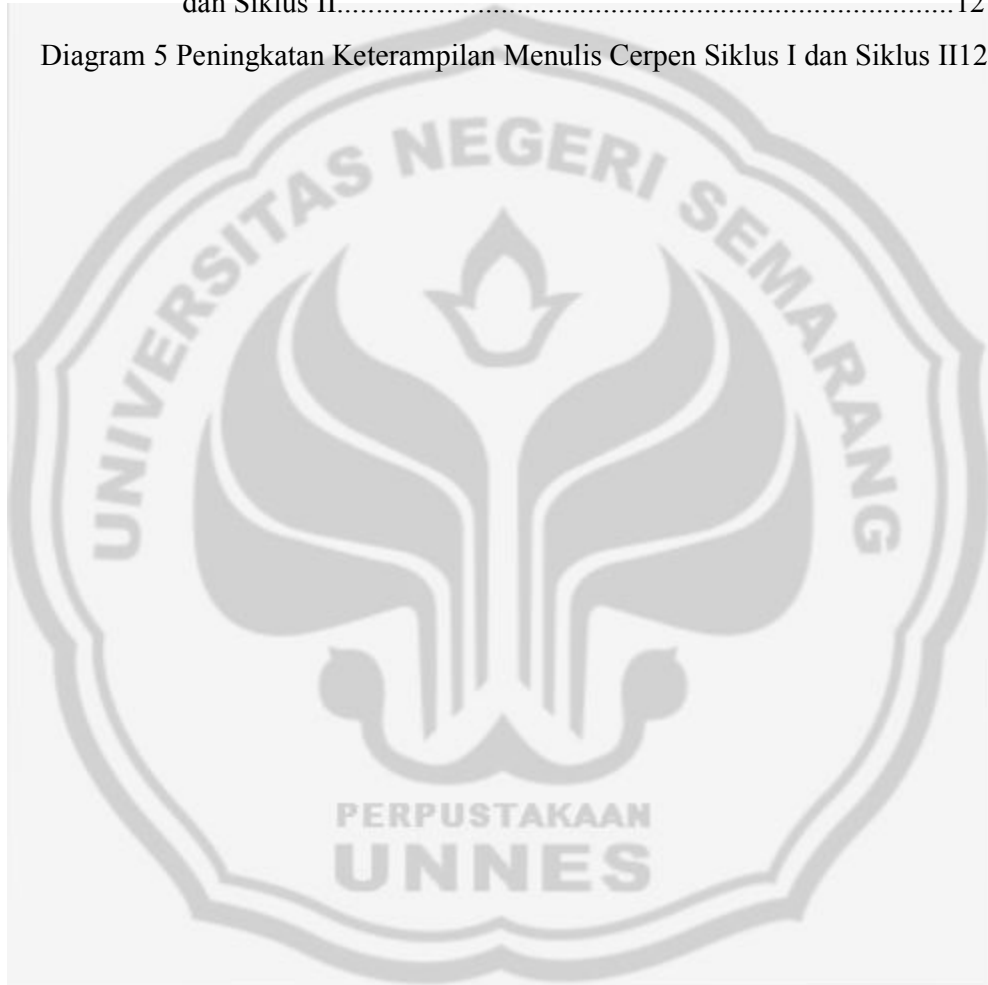 dan Siklus II...............................................................................12
Diagram 5 Peningkatan Keterampilan Menulis Cerpen Siklus I dan Siklus II12
UNIVERSITAS NEGERI SEMARANG
PERPUSTAKAAN
UNNES